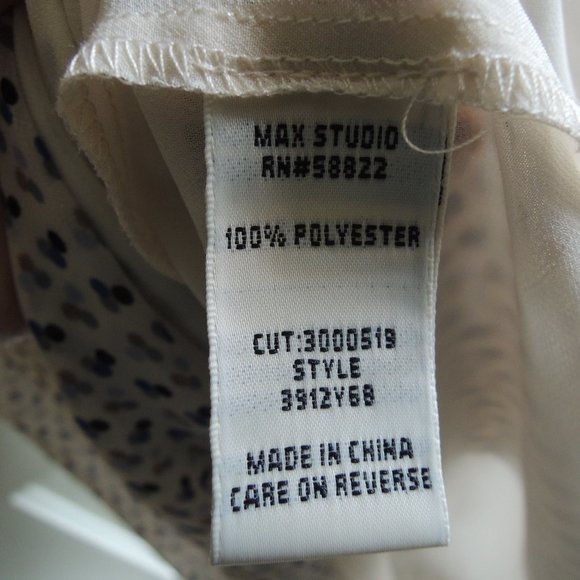 MAX STUDIO
RN#58822
100% POLYESTER
CUT:3000519
STYLE
3912Y68
MADE IN CHINA
CARE ON REVERSE